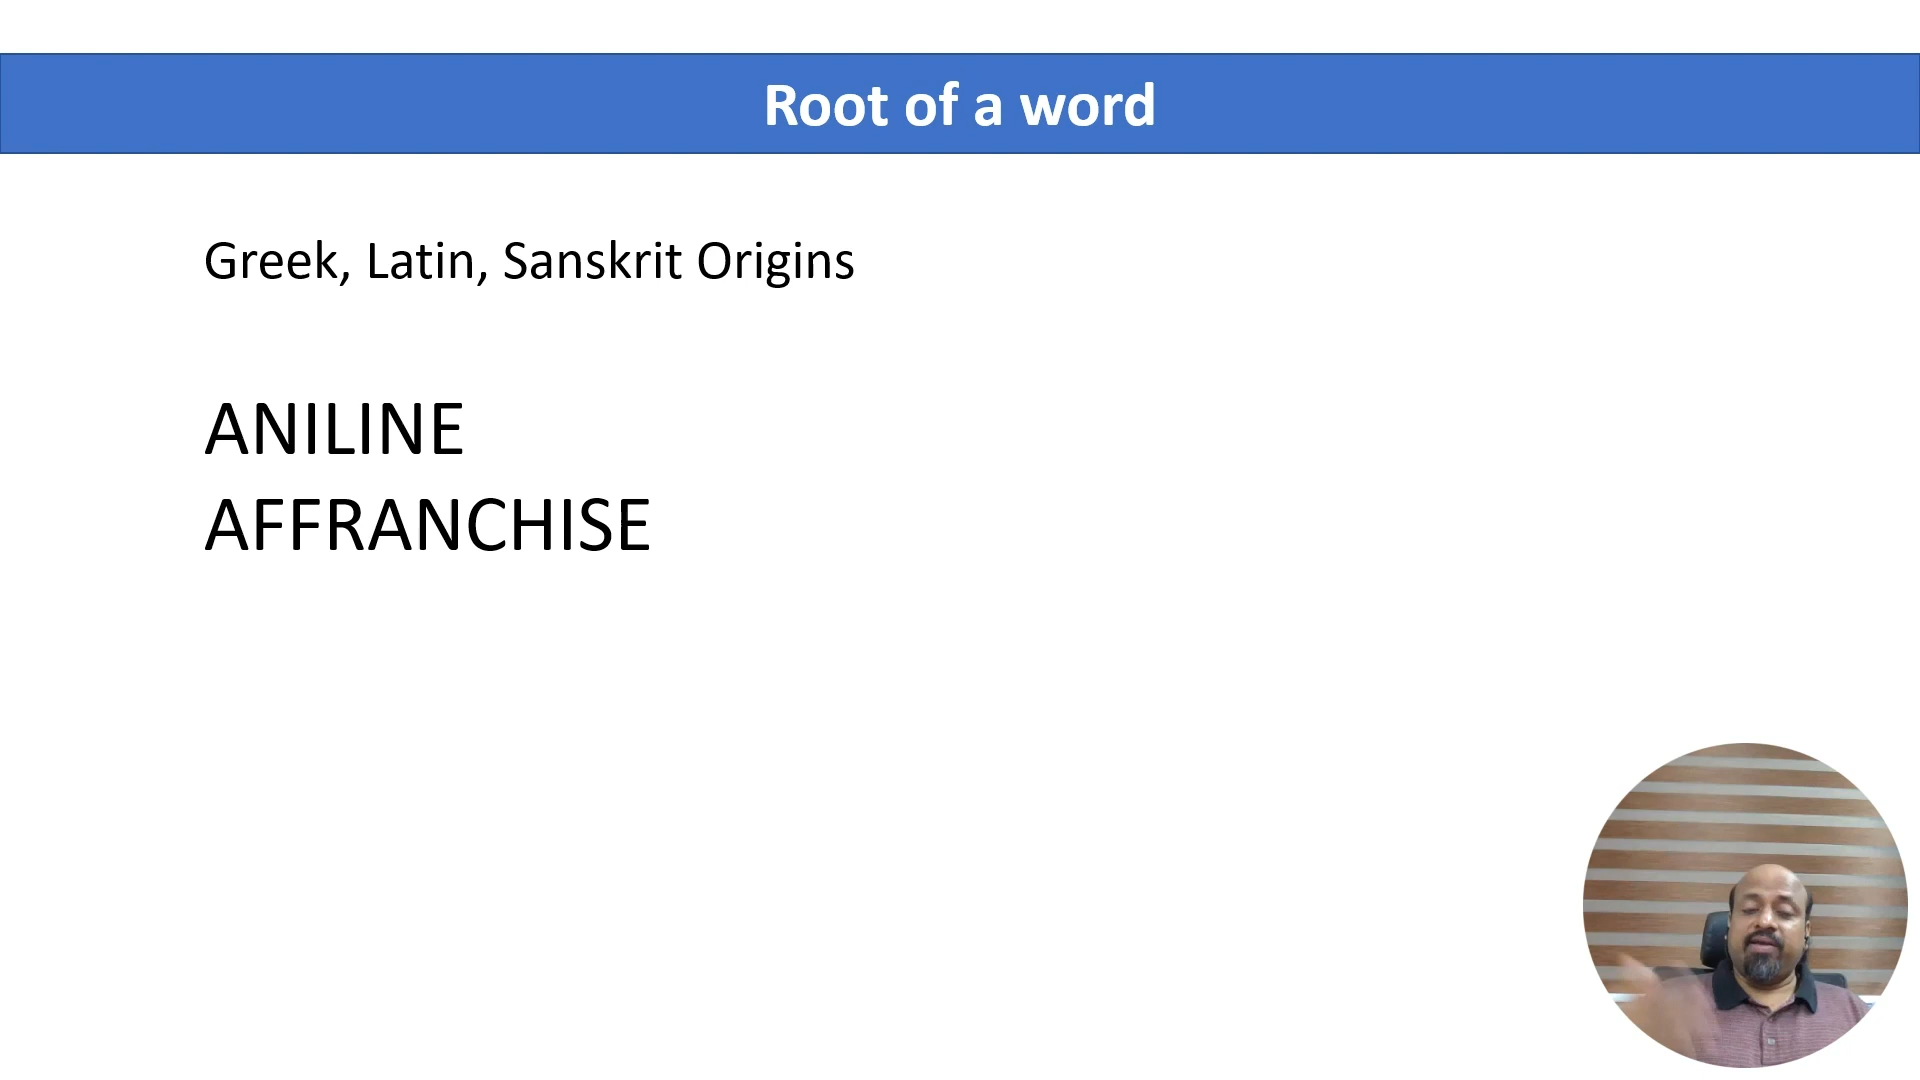 Root of a word
Greek, Latin, Sanskrit Origins
ANILINE
AFFRANCHISE